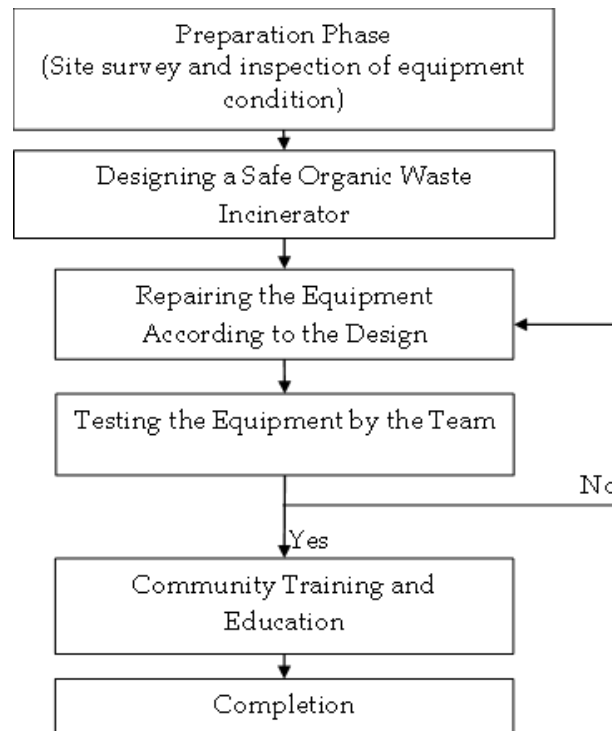 Preparation Phase
(Site survey and inspection of equipment
condition)
Designing a Safe Organic Waste
Incinerator
Repairing the Equipment
According to the Design
Testing the Equipment by the Team
No
Yes
Community Training and
Education
Completion